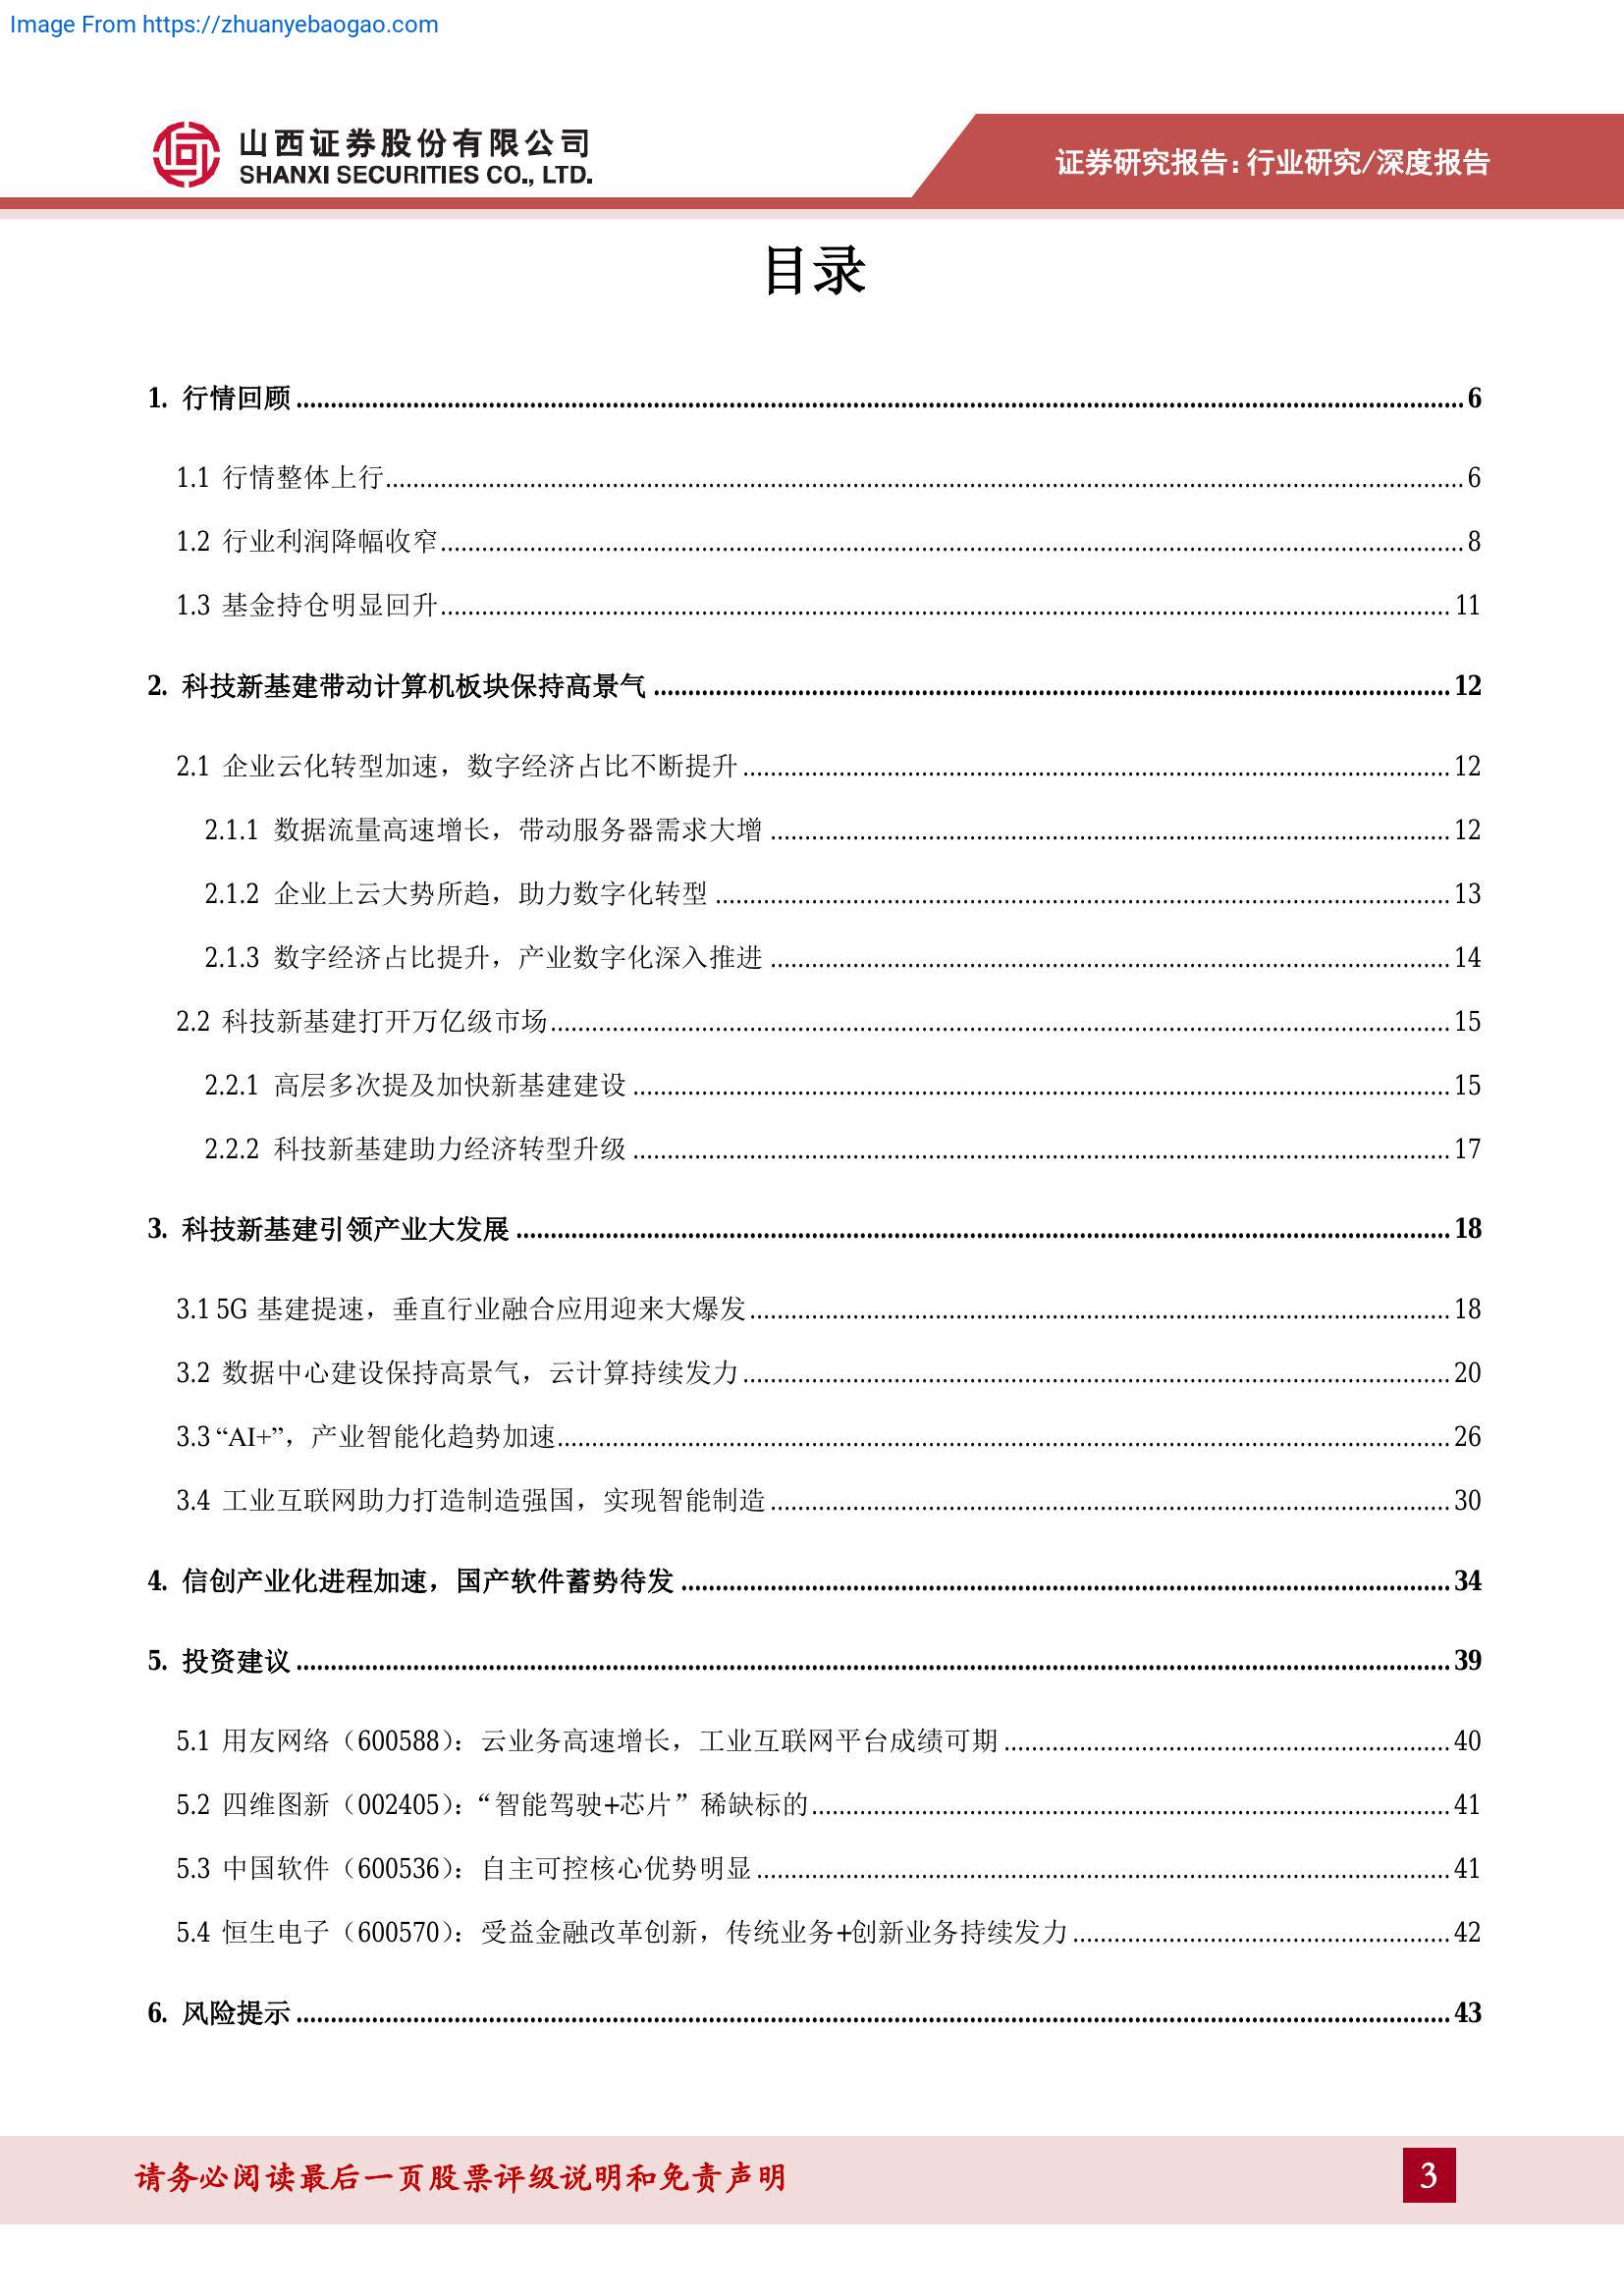 Image From https://zhuanyebaogao.com
山西证券股份有限公司
SHANXI SECURITIES CO., LTD.
证券研究报告:行业研究/深度报告
目录
1. 行情回顾 6
1.1 行情整体上行 6
1.2 行业利润降幅收窄 8
1.3 基金持仓明显回升 11
2. 科技新基建带动计算机板块保持高景气 12
2.1 企业云化转型加速，数字经济占比不断提升 12
2.1.1 数据流量高速增长，带动服务器需求大增 12
2.1.2 企业上云大势所趋，助力数字化转型 13
2.1.3 数字经济占比提升，产业数字化深入推进 14
2.2 科技新基建打开万亿级市场 15
2.2.1 高层多次提及加快新基建建设 15
2.2.2 科技新基建助力经济转型升级 17
3. 科技新基建引领产业大发展 18
3.1 5G 基建提速，垂直行业融合应用迎来大爆发 18
3.2 数据中心建设保持高景气，云计算持续发力 20
3.3 “AI+”，产业智能化趋势加速 26
3.4 工业互联网助力打造制造强国，实现智能制造 30
4. 信创产业化进程加速，国产软件蓄势待发 34
5. 投资建议 39
5.1 用友网络（600588）：云业务高速增长，工业互联网平台成绩可期 40
5.2 四维图新（002405）：“智能驾驶+芯片”稀缺标的 41
5.3 中国软件（600536）：自主可控核心优势明显 41
5.4 恒生电子（600570）：受益金融改革创新，传统业务+创新业务持续发力 42
6. 风险提示 43
请务必阅读最后一页股票评级说明和免责声明
3